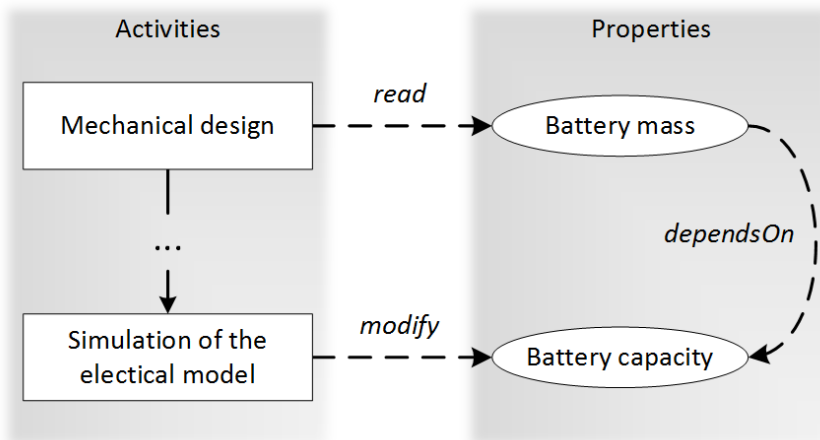 Activities
Properties
Mechanical design
read
Battery mass
...
dependsOn
Simulation of the
electical model
modify
Battery capacity